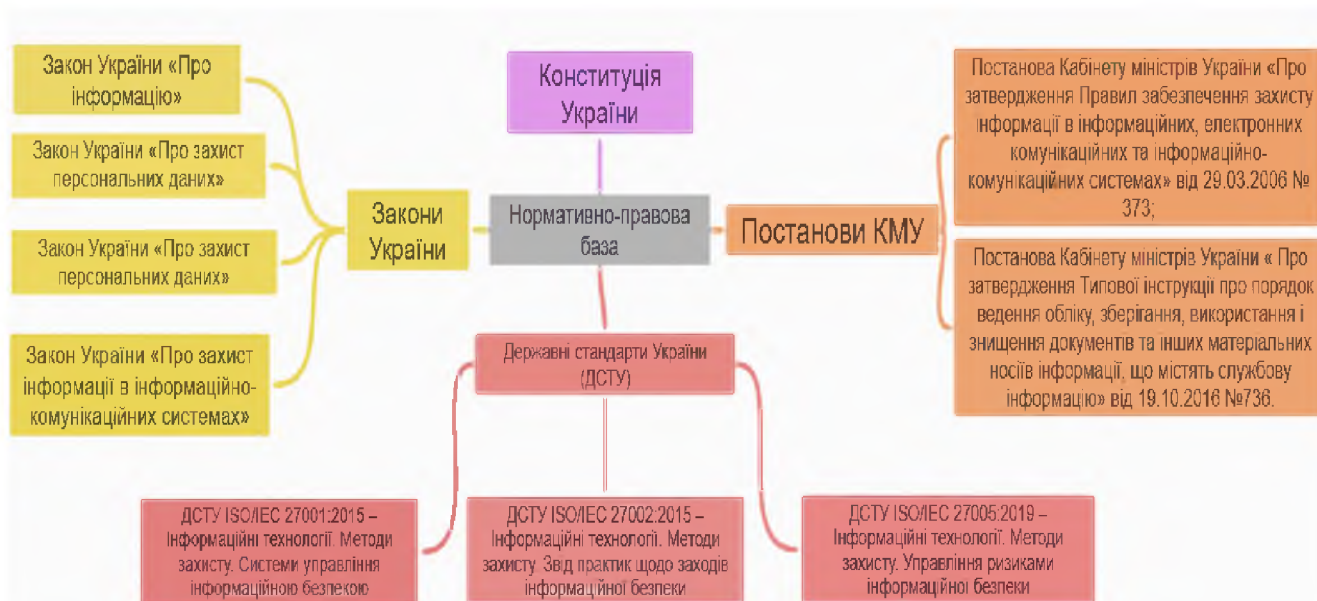 Закон України «Про
інформацію»
Закон України «Про захист
персональних даних»
Закон України «Про захист
персональних даних»
Закон України «Про захист
інформації в інформаційно-
комунікаційних системах»
Закони
України
Конституція
України
Нормативно-правова
база
Постанови КМУ
Постанова Кабінету міністрів України «Про
затвердження Правил забезпечення захисту
інформації в інформаційних, електронних
комунікаційних та інформаційно-
комунікаційних системах» від 29.03.2006 №
373;
Постанова Кабінету міністрів України « Про
затвердження Типової інструкції про порядок
ведення обліку, зберігання, використання і
знищення документів та інших матеріальних
носіїв інформації, що містять службову
інформацію» від 19.10.2016 №736.
Державні стандарти України
(ДСТУ)
ДСТУ ISO/IEC 27001:2015 –
Інформаційні технології. Методи
захисту. Системи управління
інформаційною безпекою
ДСТУ ISO/IEC 27002:2015 –
Інформаційні технології. Методи
захисту. Звід практик щодо заходів
інформаційної безпеки
ДСТУ ISO/IEC 27005:2019 –
Інформаційні технології. Методи
захисту. Управління ризиками
інформаційної безпеки